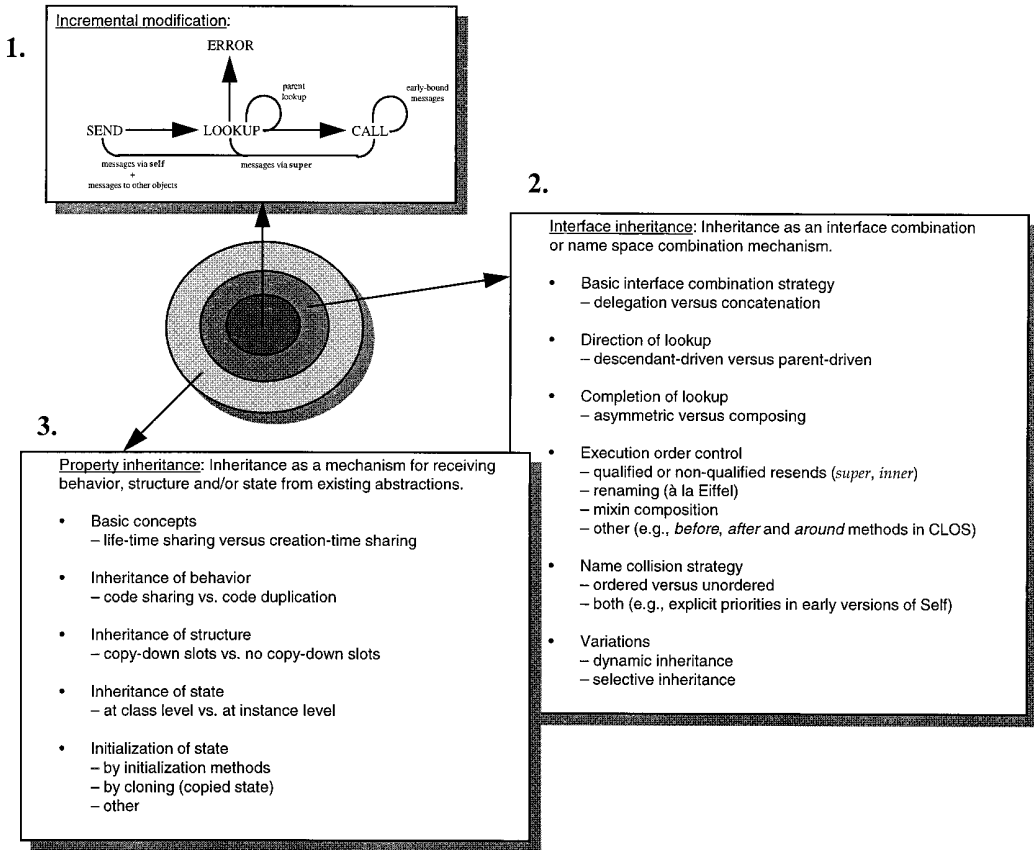 1.
Incremental modification:
ERROR
parent
lookup
early-bound
messages
SEND
LOOKUP
CALL
messages via self
+
messages to other objects
messages via super
2.
Interface inheritance: Inheritance as an interface combination
or name space combination mechanism.
• Basic interface combination strategy
– delegation versus concatenation
• Direction of lookup
– descendant-driven versus parent-driven
• Completion of lookup
– asymmetric versus composing
• Execution order control
– qualified or non-qualified resends (super, inner)
– renaming (à la Eiffel)
– mixin composition
– other (e.g., before, after and around methods in CLOS)
• Name collision strategy
– ordered versus unordered
– both (e.g., explicit priorities in early versions of Self)
• Variations
– dynamic inheritance
– selective inheritance
3.
Property inheritance: Inheritance as a mechanism for receiving
behavior, structure and/or state from existing abstractions.
• Basic concepts
– life-time sharing versus creation-time sharing
• Inheritance of behavior
– code sharing vs. code duplication
• Inheritance of structure
– copy-down slots vs. no copy-down slots
• Inheritance of state
– at class level vs. at instance level
• Initialization of state
– by initialization methods
– by cloning (copied state)
– other